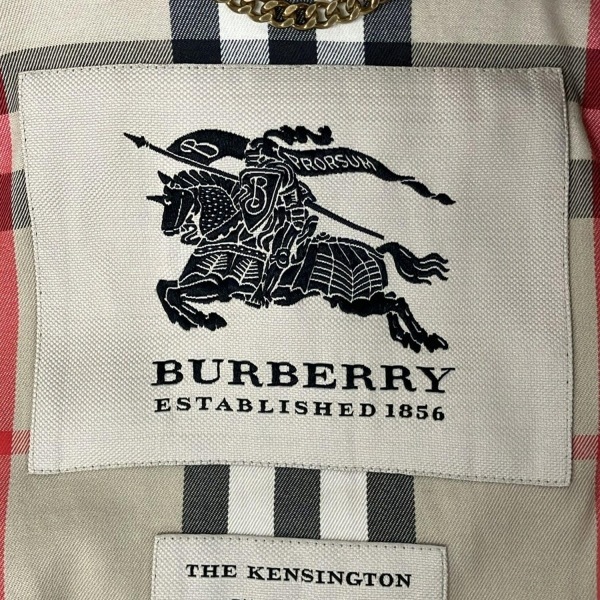 B
PRORSUM
B
BURBERRY
ESTABLISHED 1856
THE KENSINGTON